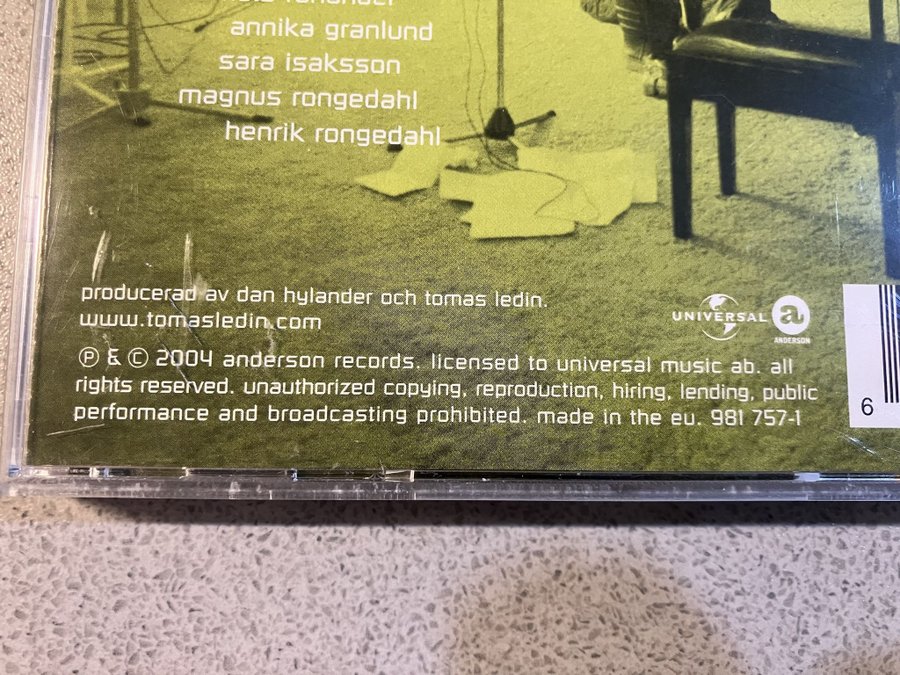 annika granlund
sara isaksson
magnus rongedahl
henrik rongedahl
producerad av dan hylander och tomas ledin.
www.tomasledin.com
UNIVERSAL
a
ANDERSON
℗ & © 2004 anderson records. licensed to universal music ab. all
rights reserved. unauthorized copying, reproduction, hiring, lending, public
performance and broadcasting prohibited. made in the eu. 981 757-1
6